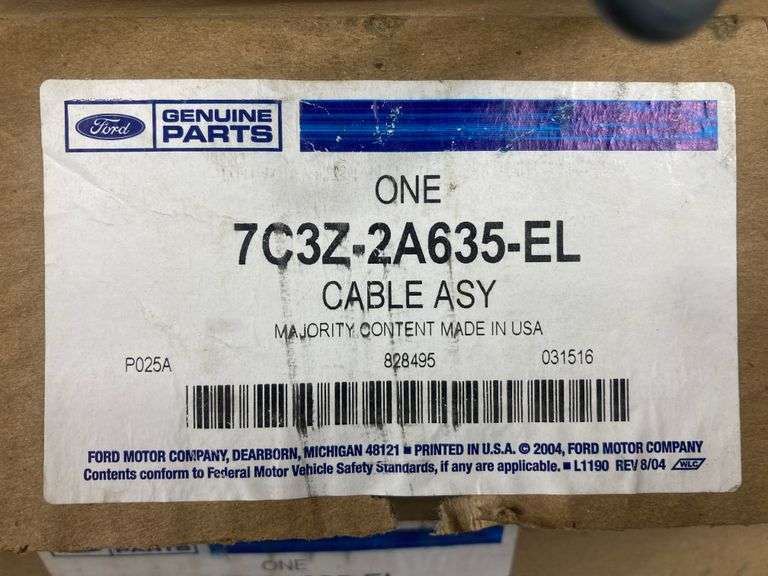 Ford GENUINE PARTS
ONE
7C3Z-2A635-EL
CABLE ASY
MAJORITY CONTENT MADE IN USA
P025A 828495 031516
FORD MOTOR COMPANY, DEARBORN, MICHIGAN 48121 ■ PRINTED IN U.S.A. © 2004, FORD MOTOR COMPANY
Contents conform to Federal Motor Vehicle Safety Standards, if any are applicable. ■ L1190 REV 8/04 WLC
PARTS
ONE